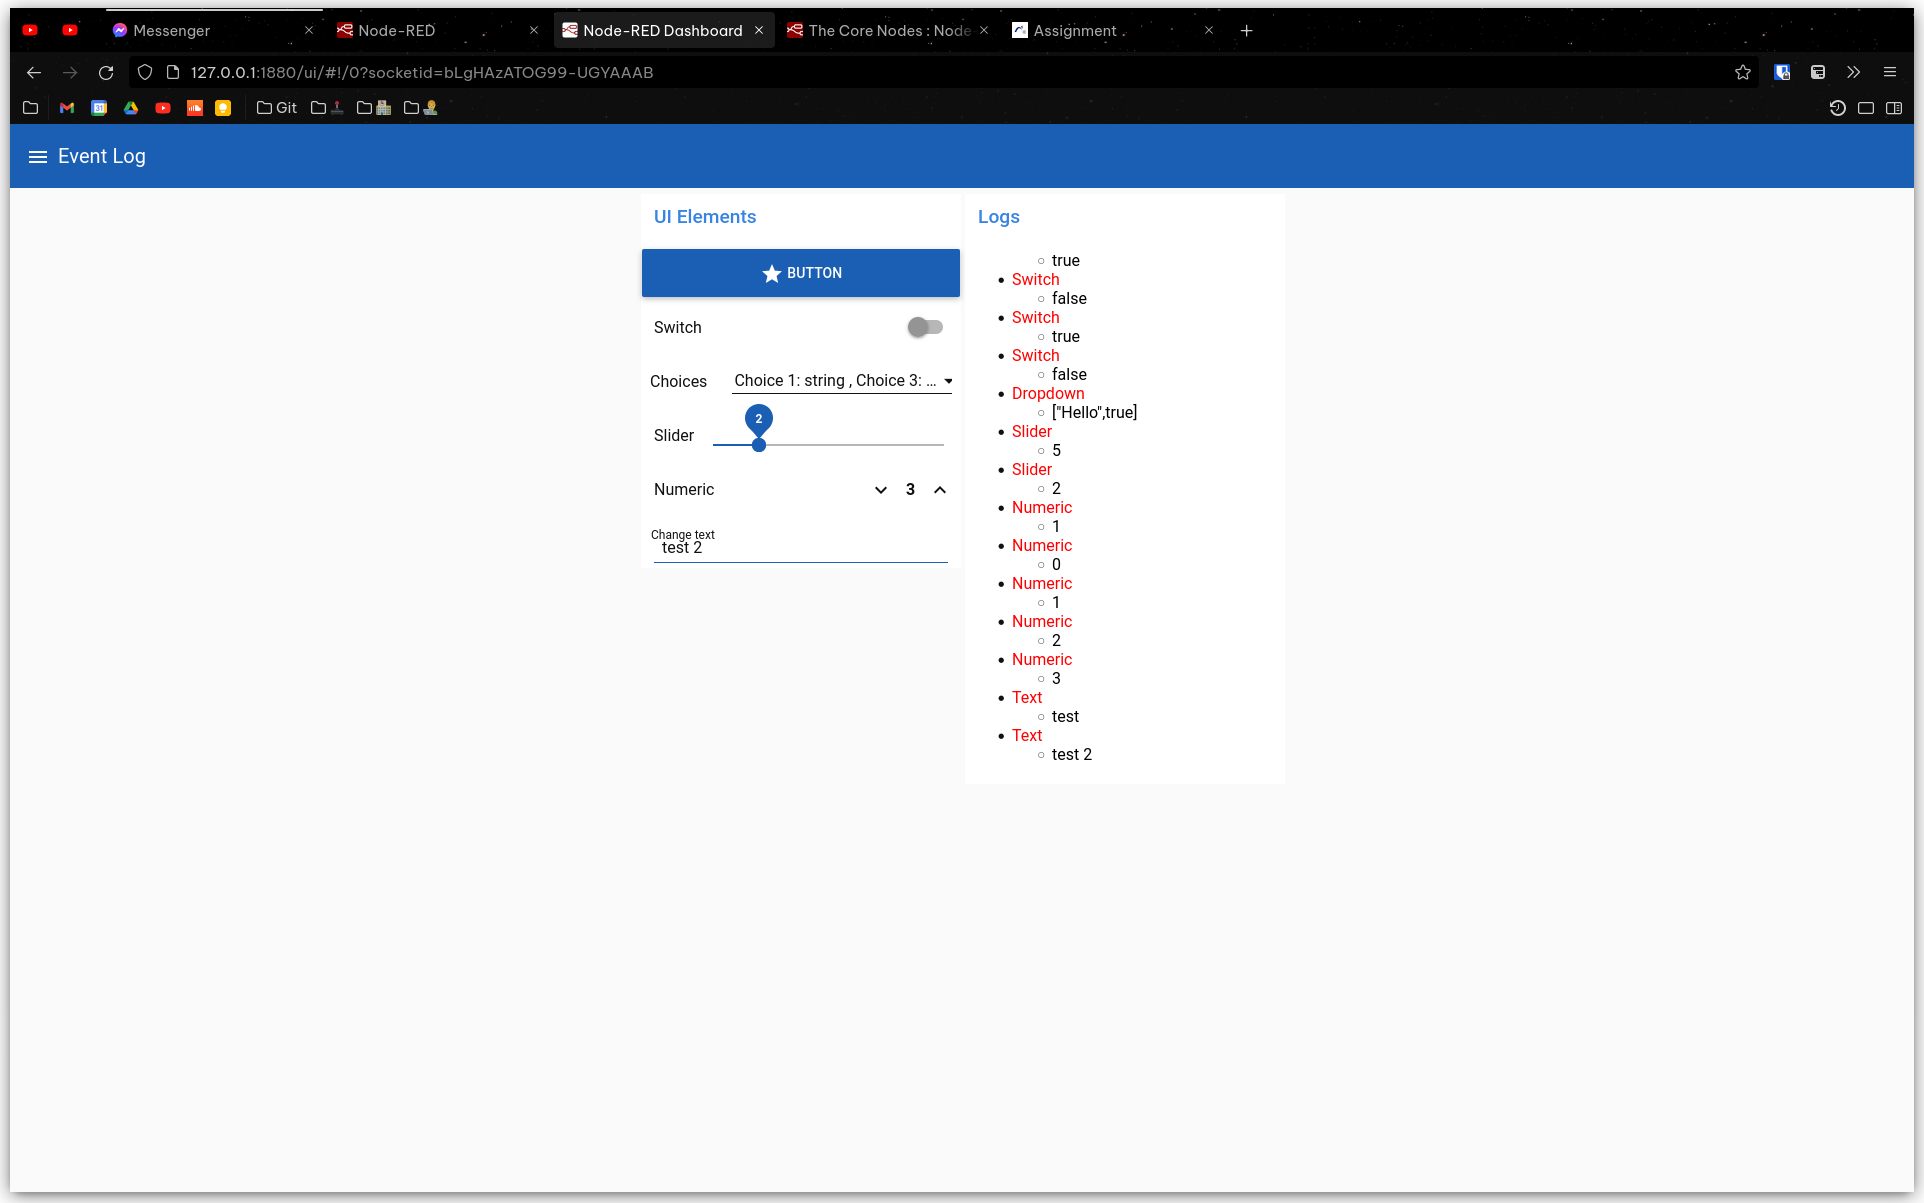 Messenger
Node-RED
Node-RED Dashboard
The Core Nodes : Node
Assignment
127.0.0.1:1880/ui/#!/0?socketid=bLgHAzATOG99-UGYAAAB
31
Git
Event Log
UI Elements
BUTTON
Switch
Choices Choice 1: string , Choice 3: ...
2
Slider
Numeric 3
Change text
test 2
Logs
true
Switch
false
Switch
true
Switch
false
Dropdown
["Hello",true]
Slider
5
Slider
2
Numeric
1
Numeric
0
Numeric
1
Numeric
2
Numeric
3
Text
test
Text
test 2